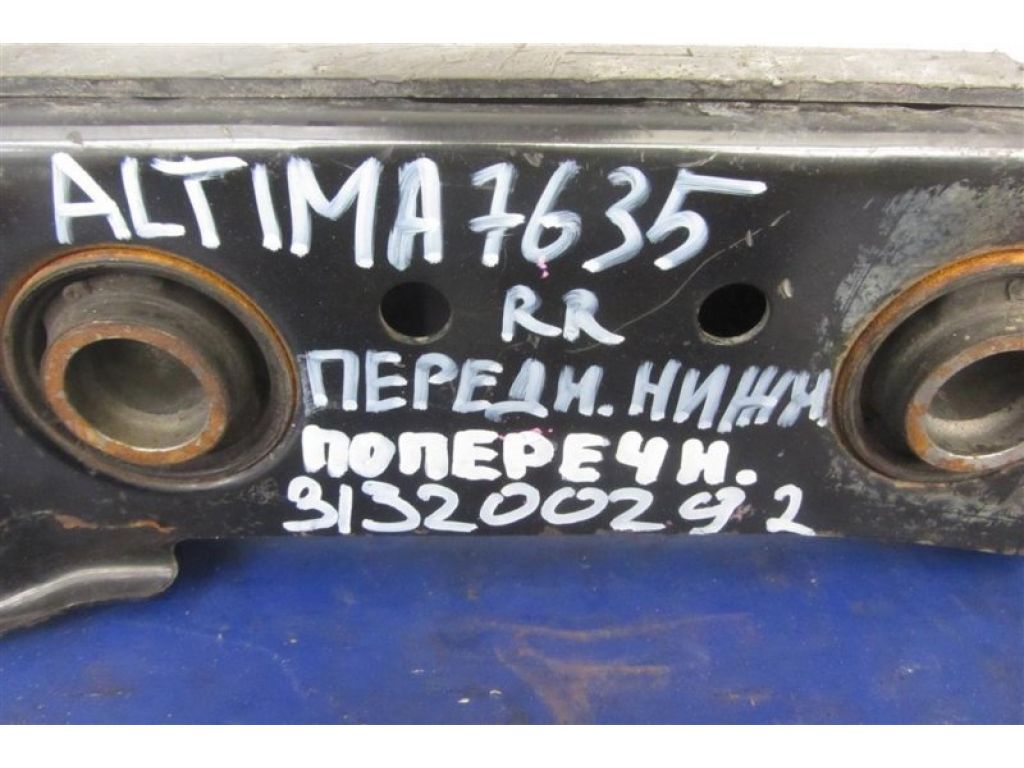 ALTIMA 7635
RR
ПЕРЕДН. НИЖН
ПОПЕРЕЧН.
313200292